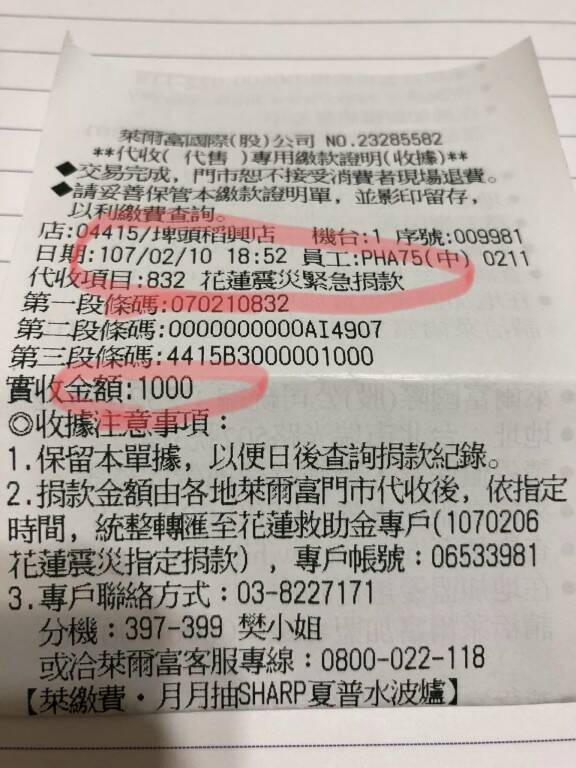 萊爾富國際(股)公司 NO.23285582
**代收( 代售 )專用繳款證明(收據)**
◆交易完成，門市恕不接受消費者現場退費。
◆請妥善保管本繳款證明單，並影印留存，
以利繳費查詢。
店:04415/埤頭稻興店 機台:1 序號:009981
日期:107/02/10 18:52 員工:PHA75(中) 0211
代收項目:832 花蓮震災緊急捐款
第一段條碼:070210832
第二段條碼:0000000000AI4907
第三段條碼:4415B3000001000
實收金額:1000
◎收據注意事項：
1.保留本單據，以便日後查詢捐款紀錄。
2.捐款金額由各地萊爾富門市代收後，依指定
時間，統整轉匯至花蓮救助金專戶(1070206
花蓮震災指定捐款)，專戶帳號：06533981
3.專戶聯絡方式：03-8227171
分機：397-399 樊小姐
或洽萊爾富客服專線：0800-022-118
【萊繳費・月月抽SHARP夏普水波爐】